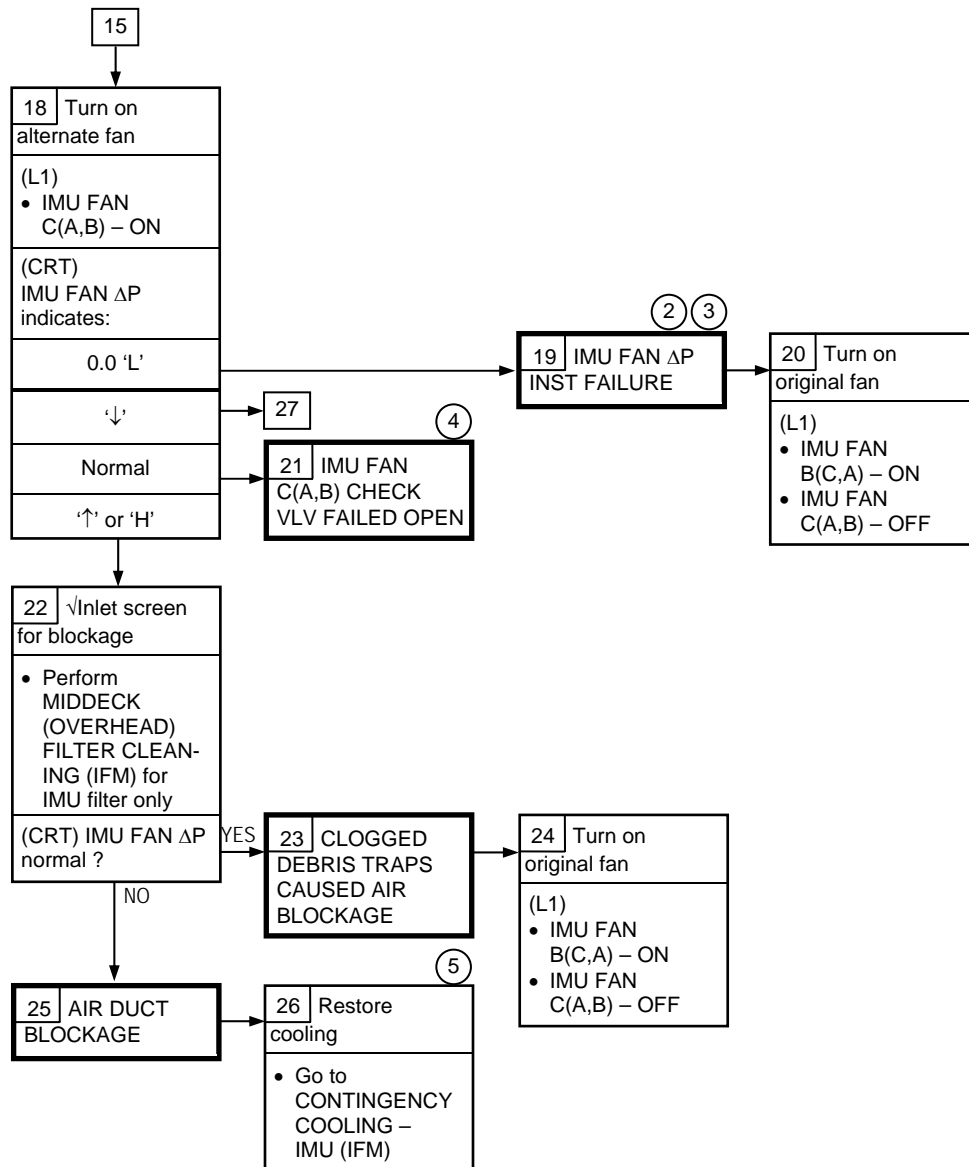 15
18 Turn on
alternate fan
(L1)
• IMU FAN
C(A,B) – ON
(CRT)
IMU FAN ΔP
indicates:
0.0 'L'
'↓'
Normal
'↑' or 'H'
2 3
19 IMU FAN ΔP
INST FAILURE
20 Turn on
original fan
(L1)
• IMU FAN
B(C,A) – ON
• IMU FAN
C(A,B) – OFF
27
4
21 IMU FAN
C(A,B) CHECK
VLV FAILED OPEN
22 √Inlet screen
for blockage
• Perform
MIDDECK
(OVERHEAD)
FILTER CLEAN-
ING (IFM) for
IMU filter only
(CRT) IMU FAN ΔP
normal ?
YES
NO
23 CLOGGED
DEBRIS TRAPS
CAUSED AIR
BLOCKAGE
24 Turn on
original fan
(L1)
• IMU FAN
B(C,A) – ON
• IMU FAN
C(A,B) – OFF
25 AIR DUCT
BLOCKAGE
5
26 Restore
cooling
• Go to
CONTINGENCY
COOLING –
IMU (IFM)